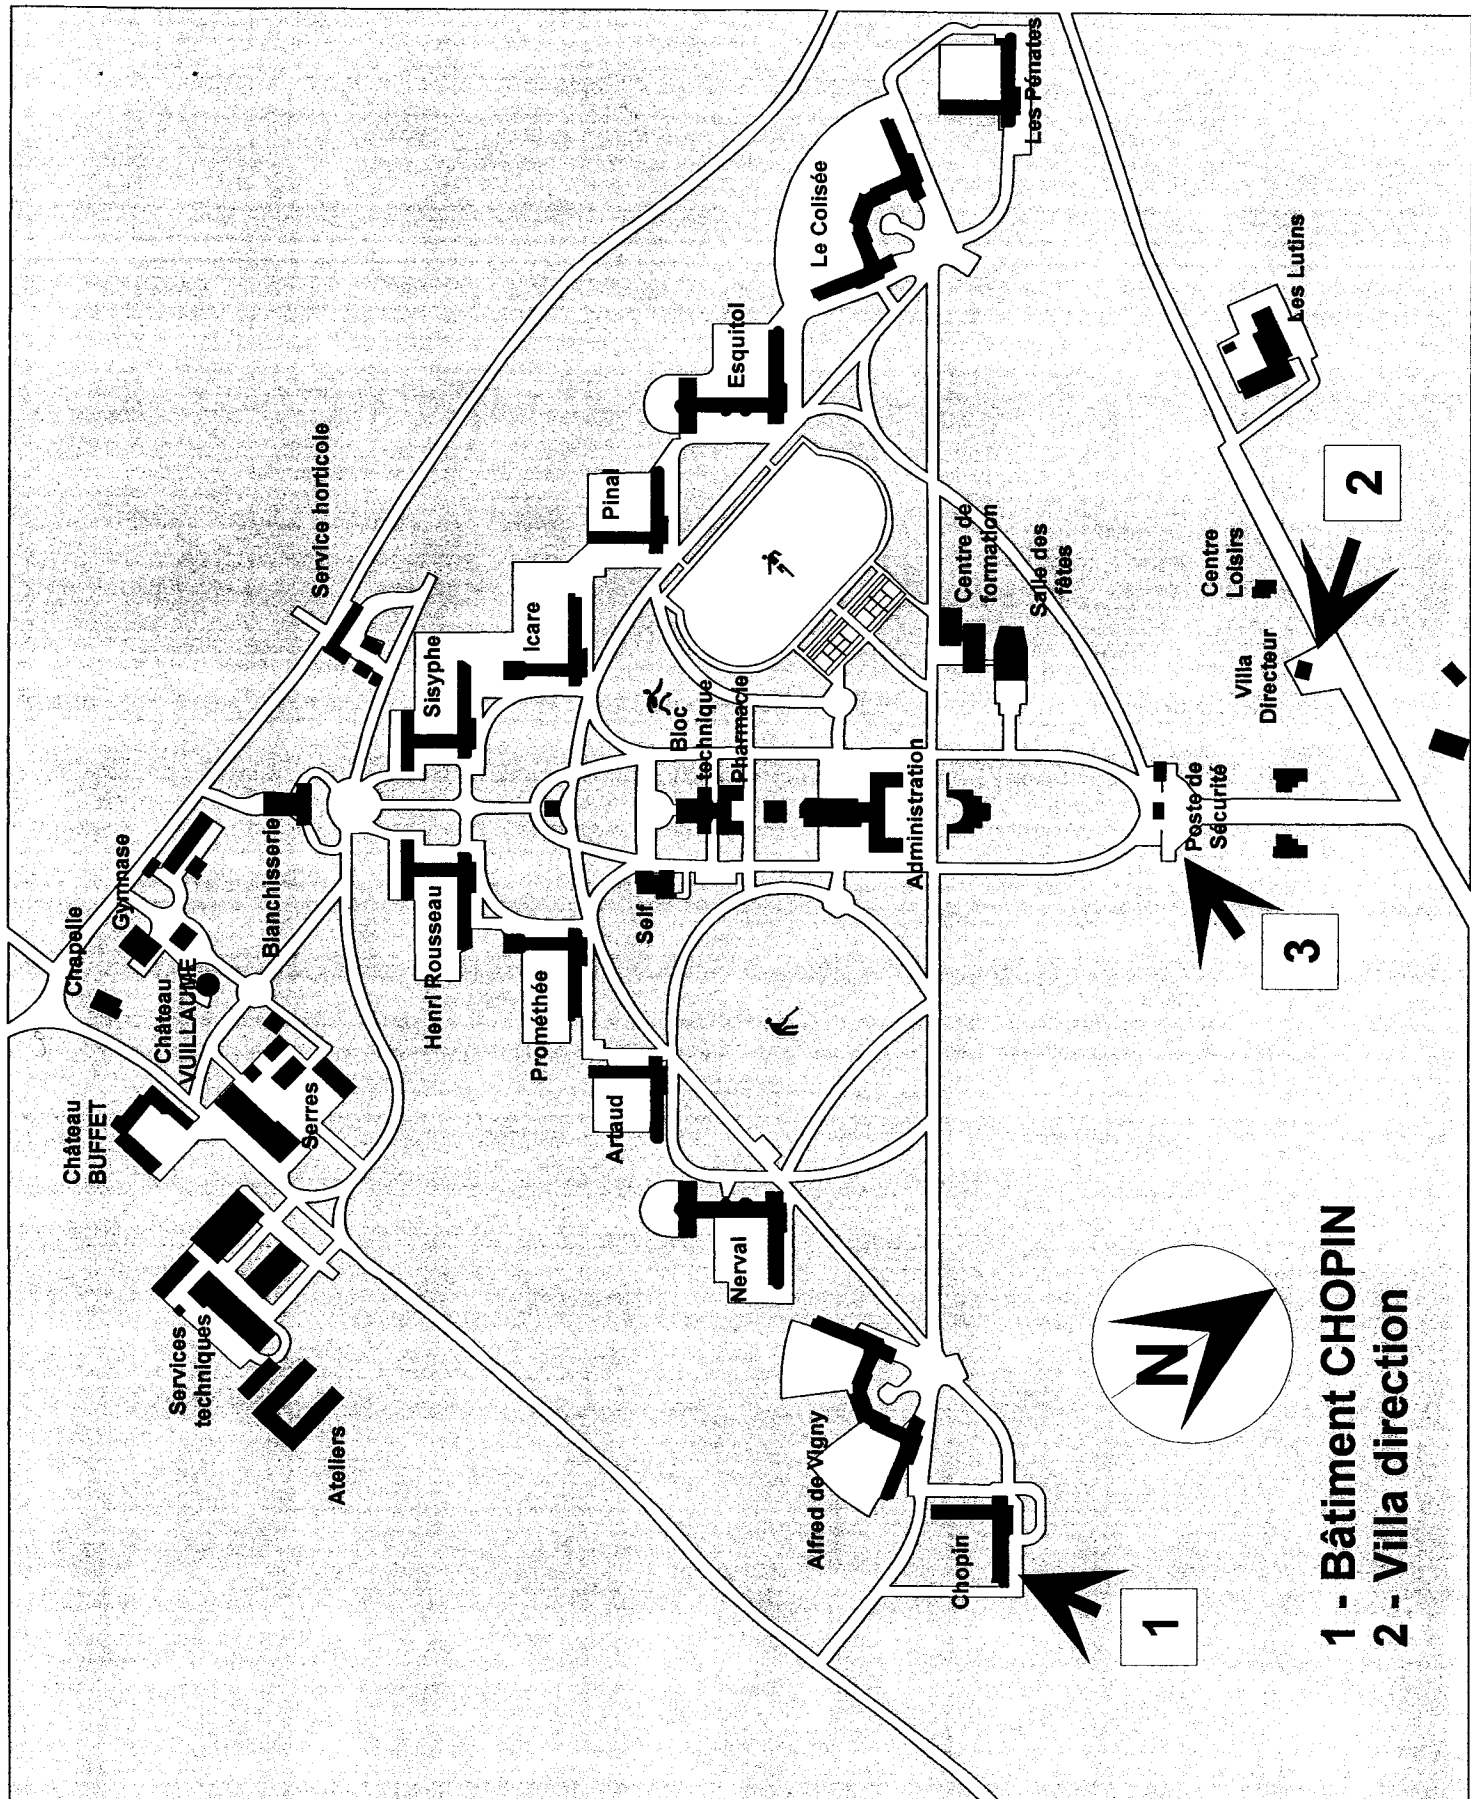 Les Pénates
Le Colisée
Les Lutins
Esquitol
Service horticole
Pinal
2
Centre de
formation
Salle des
fêtes
Centre
Loisirs
Icare
Sisyphe
Villa
Directeur
Bloc
technique
Pharmacie
Administration
Poste de
Sécurité
Blanchisserie
Gymnase
Chapelle
Self
Henri Rousseau
3
Château
VUILLAUME
Prométhée
Château
BUFFET
Serres
Artaud
Nerval
Services
techniques
Ateliers
N
Alfred de Vigny
Chopin
1
1 - Bâtiment CHOPIN
2 - Villa direction